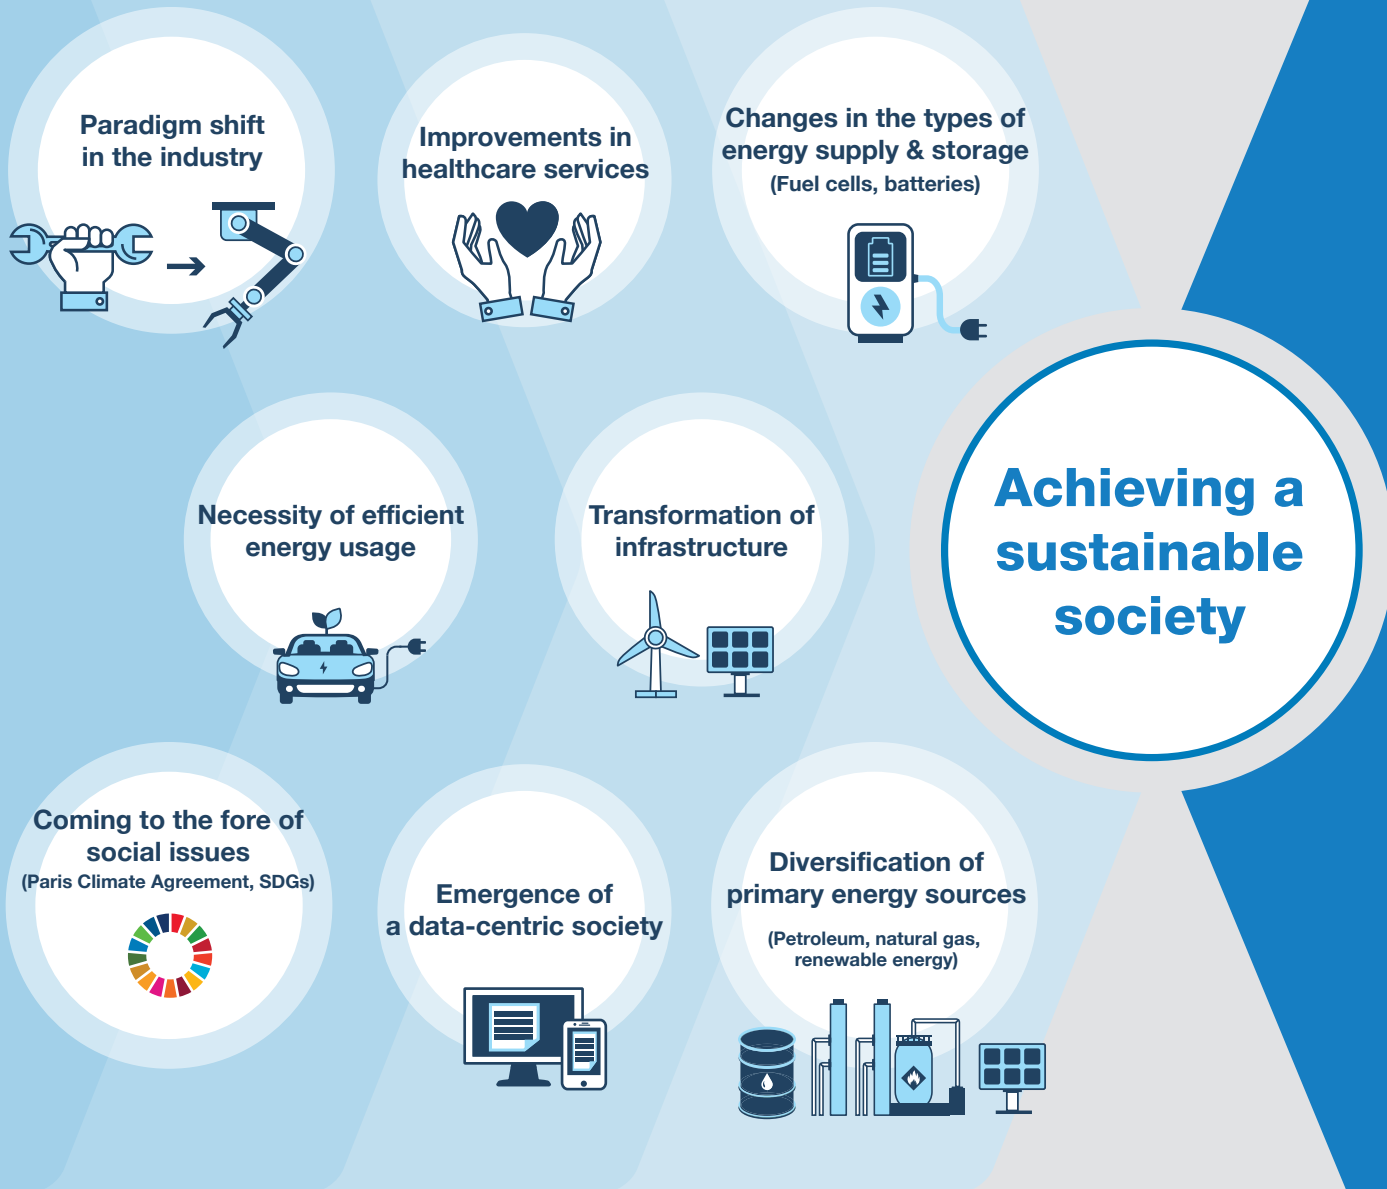 Paradigm shift
in the industry
Improvements in
healthcare services
Changes in the types of
energy supply & storage
(Fuel cells, batteries)
Necessity of efficient
energy usage
Transformation of
infrastructure
Achieving a
sustainable
society
Coming to the fore of
social issues
(Paris Climate Agreement, SDGs)
Emergence of
a data-centric society
Diversification of
primary energy sources
(Petroleum, natural gas,
renewable energy)